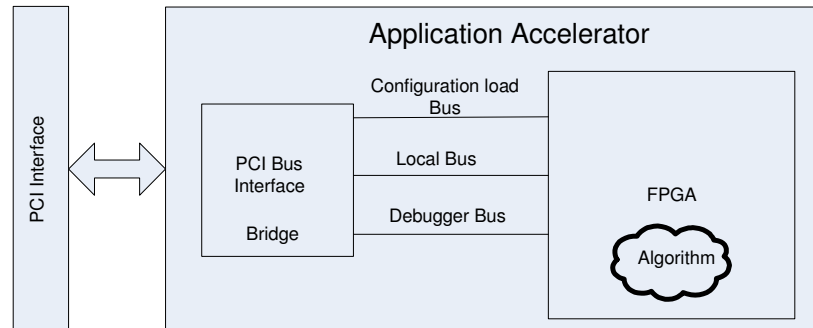 PCI Interface
Application Accelerator
Configuration load
Bus
PCI Bus
Interface
Bridge
Local Bus
Debugger Bus
FPGA
Algorithm